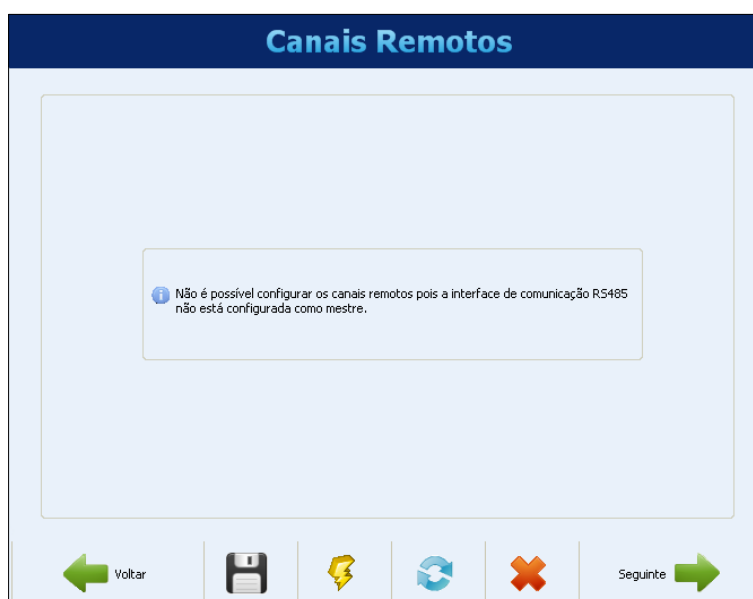 Canais Remotos
Não é possível configurar os canais remotos pois a interface de comunicação RS485
não está configurada como mestre.
Voltar
Seguinte